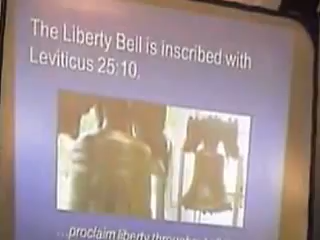 The Liberty Bell is inscribed with
Leviticus 25:10,
...proclaim liberty